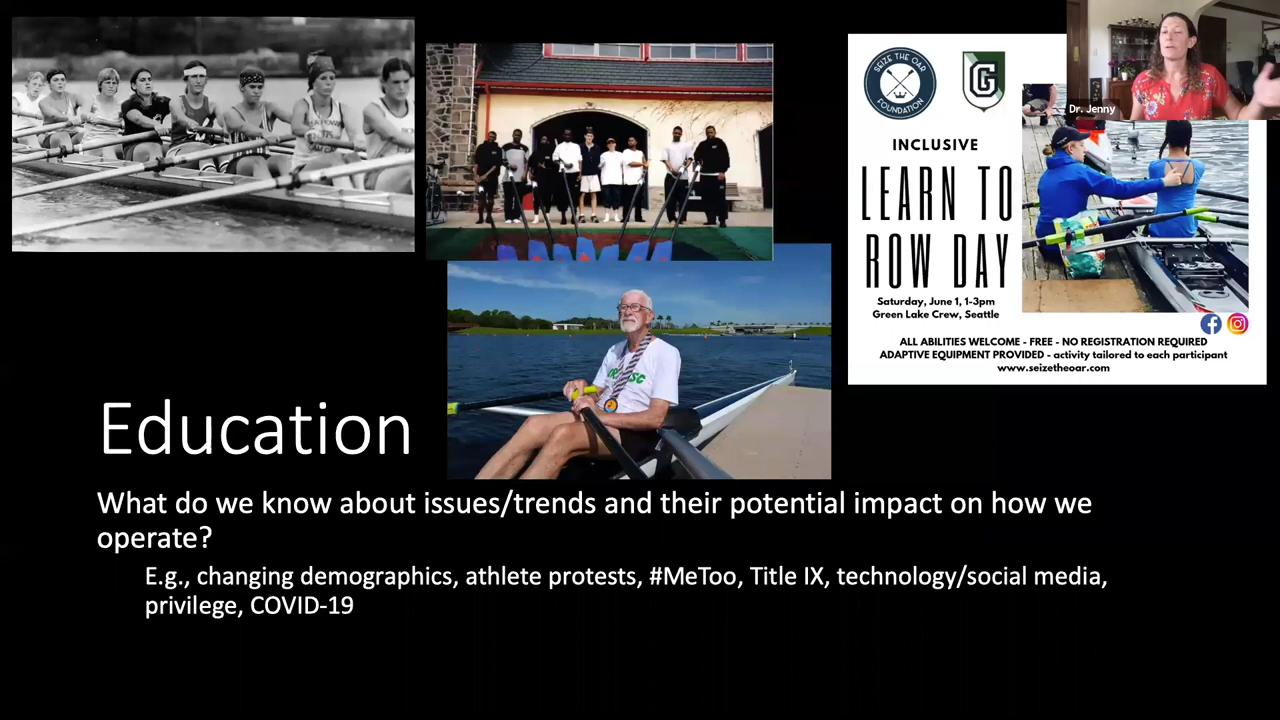 SEIZE THE OAR
FOUNDATION
G
Dr. Jenny
INCLUSIVE
LEARN TO
ROW DAY
Saturday, June 1, 1-3pm
Green Lake Crew, Seattle
ALL ABILITIES WELCOME - FREE - NO REGISTRATION REQUIRED
ADAPTIVE EQUIPMENT PROVIDED - activity tailored to each participant
www.seizetheoar.com
Education
What do we know about issues/trends and their potential impact on how we
operate?
E.g., changing demographics, athlete protests, #MeToo, Title IX, technology/social media,
privilege, COVID-19